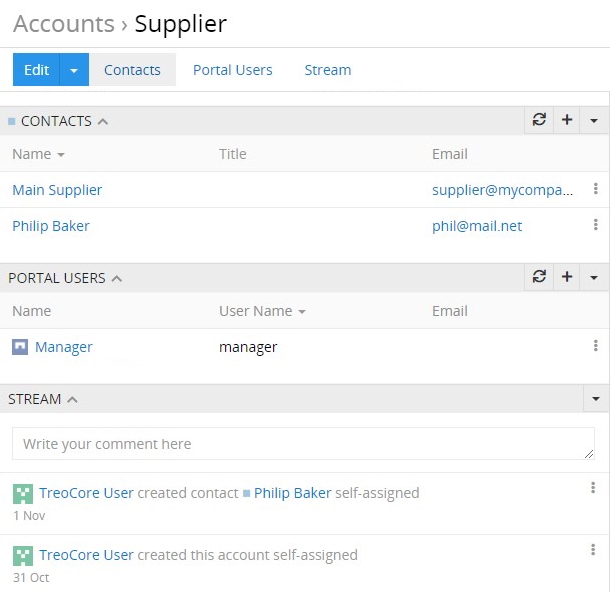 Accounts › Supplier
Edit Contacts Portal Users Stream
CONTACTS
Name Title Email
Main Supplier supplier@mycompa...
Philip Baker phil@mail.net
PORTAL USERS
Name User Name Email
Manager manager
STREAM
Write your comment here
TreoCore User created contact Philip Baker self-assigned
1 Nov
TreoCore User created this account self-assigned
31 Oct